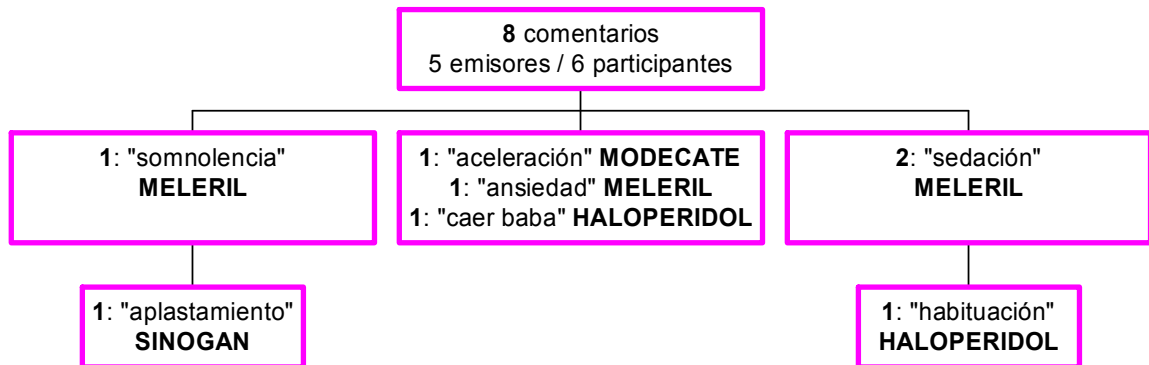 8 comentarios
5 emisores / 6 participantes
1: "somnolencia"
MELERIL
1: "aceleración" MODECATE
1: "ansiedad" MELERIL
1: "caer baba" HALOPERIDOL
2: "sedación"
MELERIL
1: "aplastamiento"
SINOGAN
1: "habituación"
HALOPERIDOL